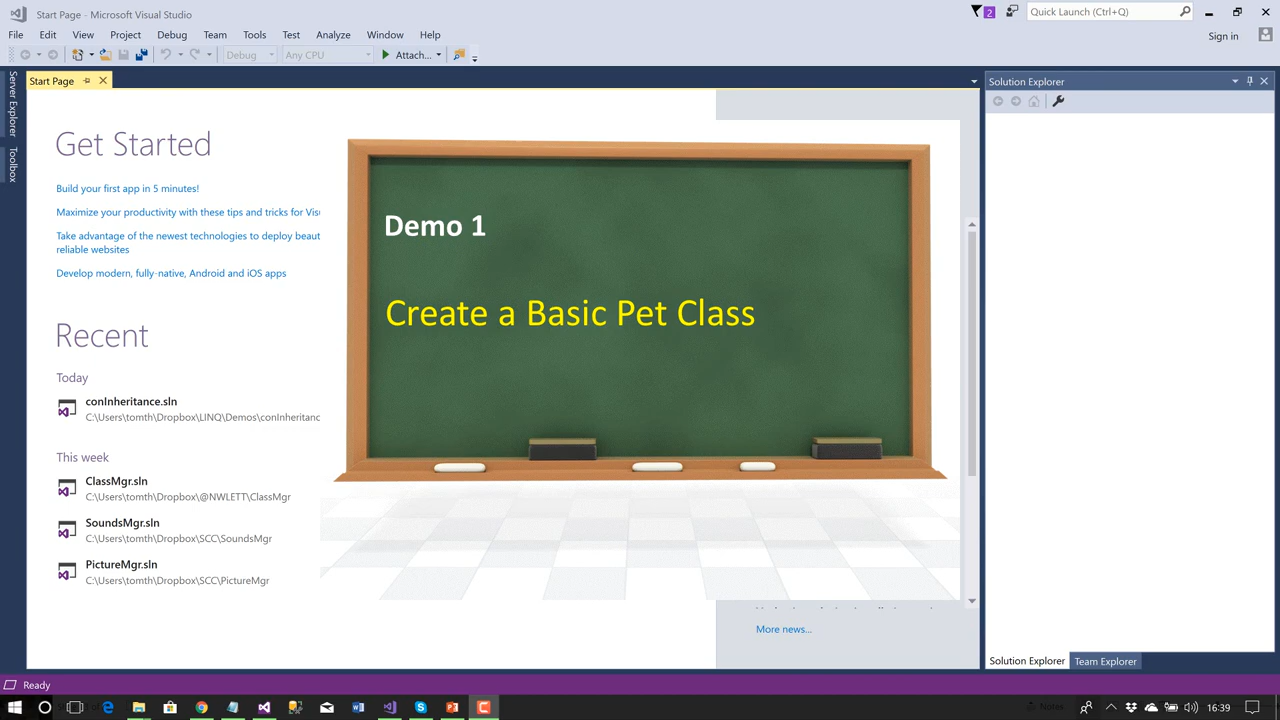 Start Page - Microsoft Visual Studio
2
Quick Launch (Ctrl+Q)
File Edit View Project Debug Team Tools Test Analyze Window Help
Sign in
Debug Any CPU Attach...
Server Explorer
Toolbox
Start Page
Solution Explorer
Get Started
Build your first app in 5 minutes!
Maximize your productivity with these tips and tricks for
Take advantage of the newest technologies to deploy
reliable websites
Develop modern, fully-native, Android and iOS apps
Demo 1
Create a Basic Pet Class
Recent
Today
conInheritance.sln
C:\Users\tomth\Dropbox\LINQ\Demos\conInheritanc
This week
ClassMgr.sln
C:\Users\tomth\Dropbox\@NWLETT\ClassMgr
SoundsMgr.sln
C:\Users\tomth\Dropbox\SCC\SoundsMgr
PictureMgr.sln
C:\Users\tomth\Dropbox\SCC\PictureMgr
More news...
Solution Explorer Team Explorer
Ready
Notes
16:39